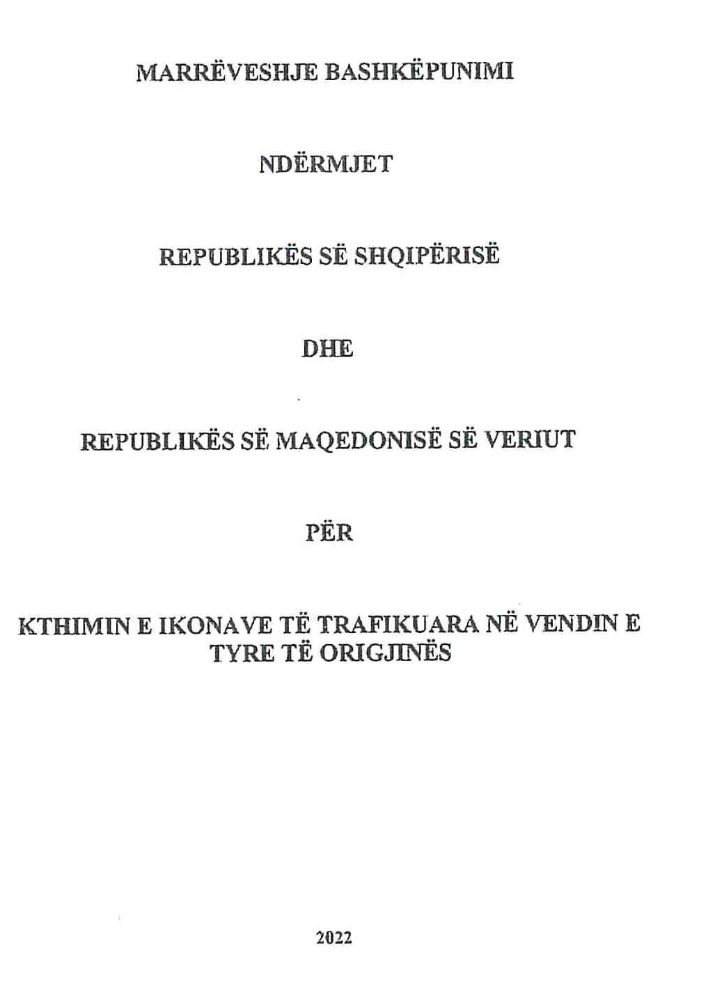 MARRËVESHJE BASHKËPUNIMI
NDËRMJET
REPUBLIKËS SË SHQIPËRISË
DHE
REPUBLIKËS SË MAQEDONISË SË VERIUT
PËR
KTHIMIN E IKONAVE TË TRAFIKUARA NË VENDIN E
TYRE TË ORIGJINËS
2022